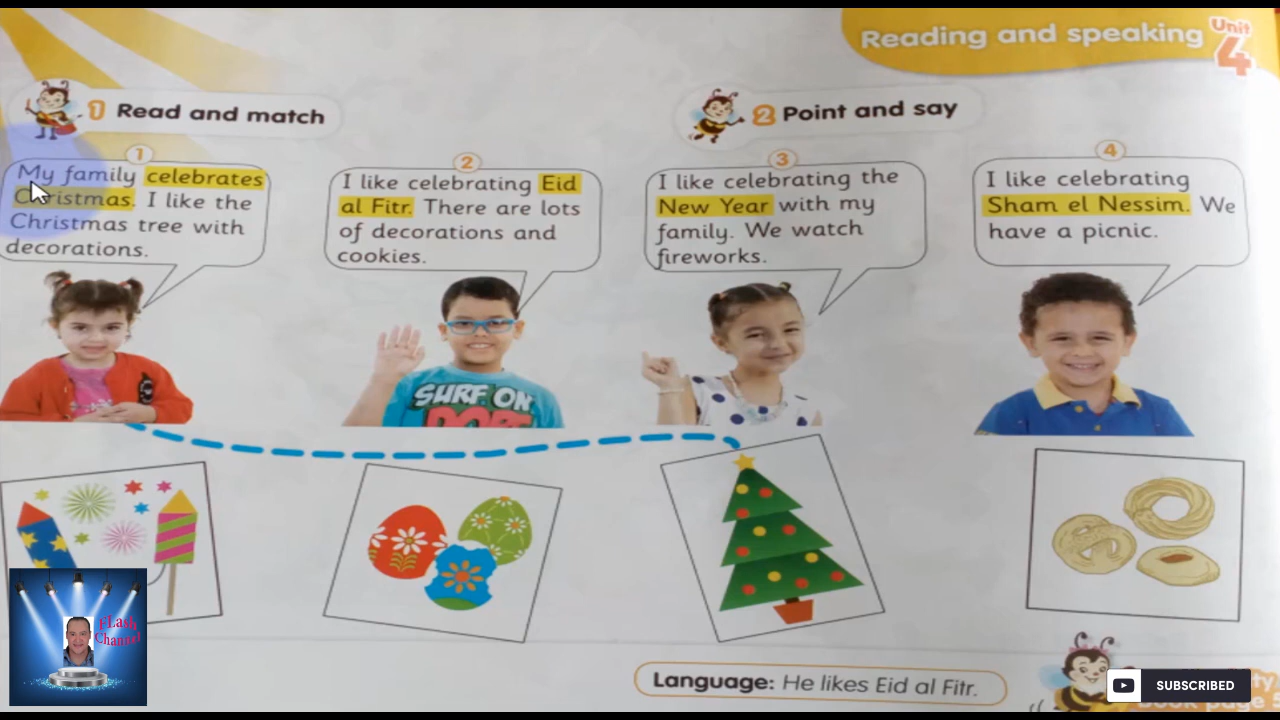 Reading and speaking
Unit
4
1 Read and match
2 Point and say
1
My family celebrates
Christmas. I like the
Christmas tree with
decorations.
2
I like celebrating Eid
al Fitr. There are lots
of decorations and
cookies.
3
I like celebrating the
New Year with my
family. We watch
fireworks.
4
I like celebrating
Sham el Nessim. We
have a picnic.
SURF ON
FLash
Channel
Language: He likes Eid al Fitr.
SUBSCRIBED
Book page